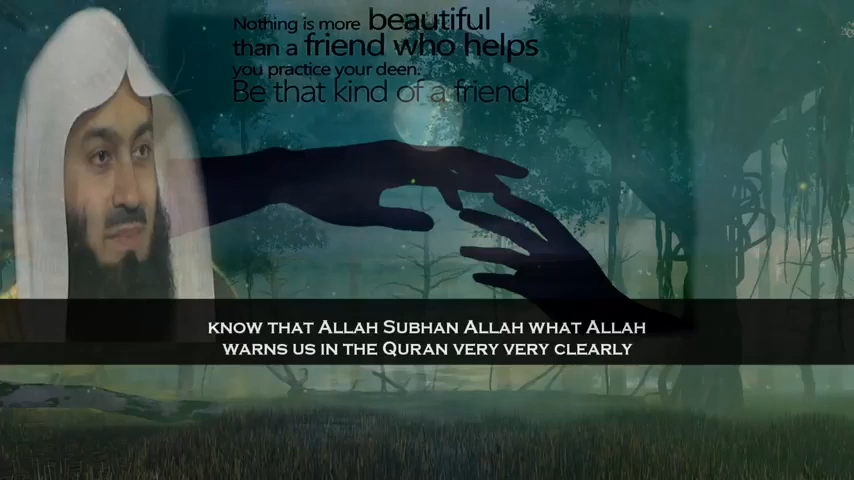 Nothing is more beautiful
than a friend who helps
you practice your deen.
Be that kind of a friend
KNOW THAT ALLAH SUBHAN ALLAH WHAT ALLAH
WARNS US IN THE QURAN VERY VERY CLEARLY